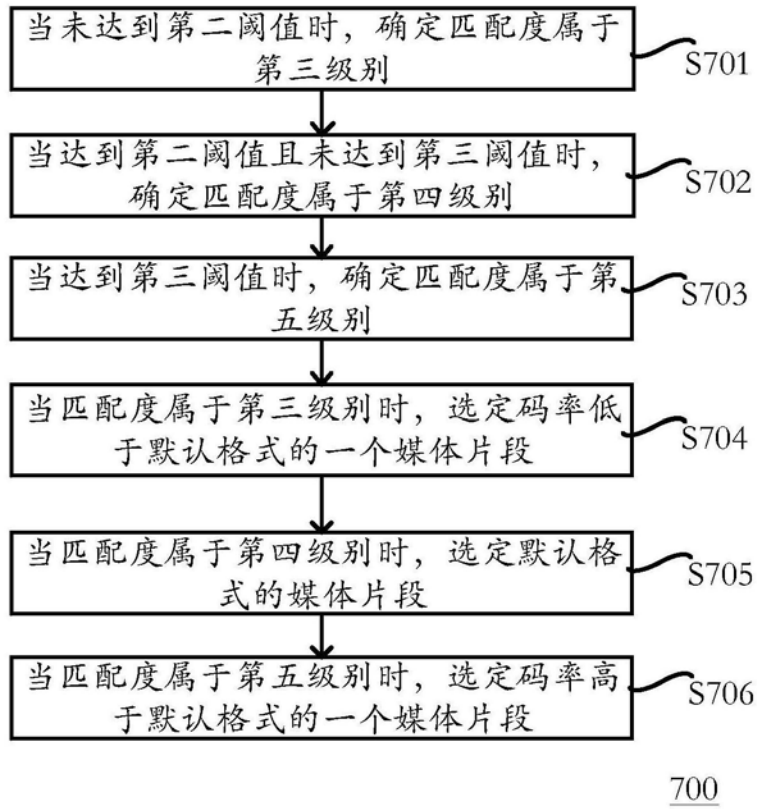 当未达到第二阈值时，确定匹配度属于
第三级别
S701
当达到第二阈值且未达到第三阈值时，
确定匹配度属于第四级别
S702
当达到第三阈值时，确定匹配度属于第
五级别
S703
当匹配度属于第三级别时，选定码率低
于默认格式的一个媒体片段
S704
当匹配度属于第四级别时，选定默认格
式的媒体片段
S705
当匹配度属于第五级别时，选定码率高
于默认格式的一个媒体片段
S706
700